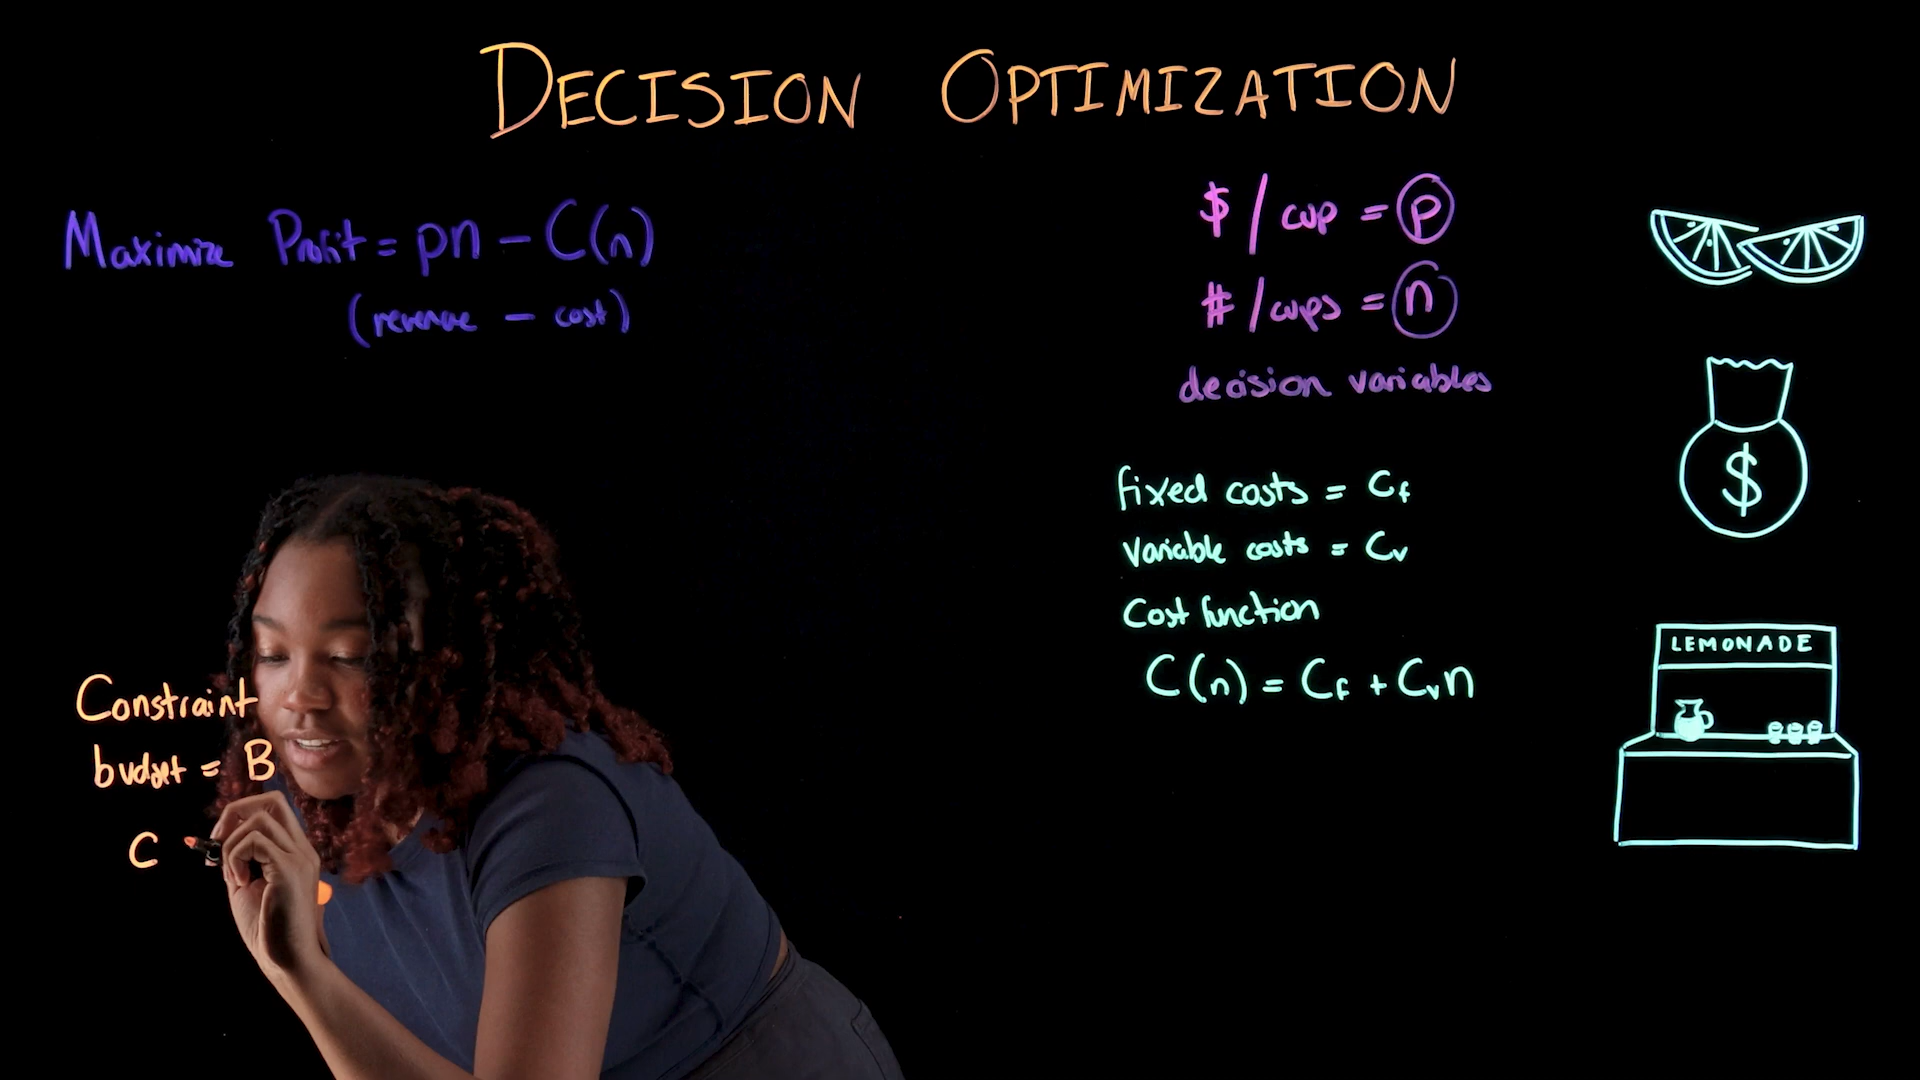 DECISION OPTIMIZATION
Maximize Profit = pn - C(n)
(revenue - cost)
$ / cup = p
# / cups = n
decision variables
fixed costs = Cf
variable costs = Cv
Cost function
C(n) = Cf + Cvn
Constraint
budget = B
C
LEMONADE
$